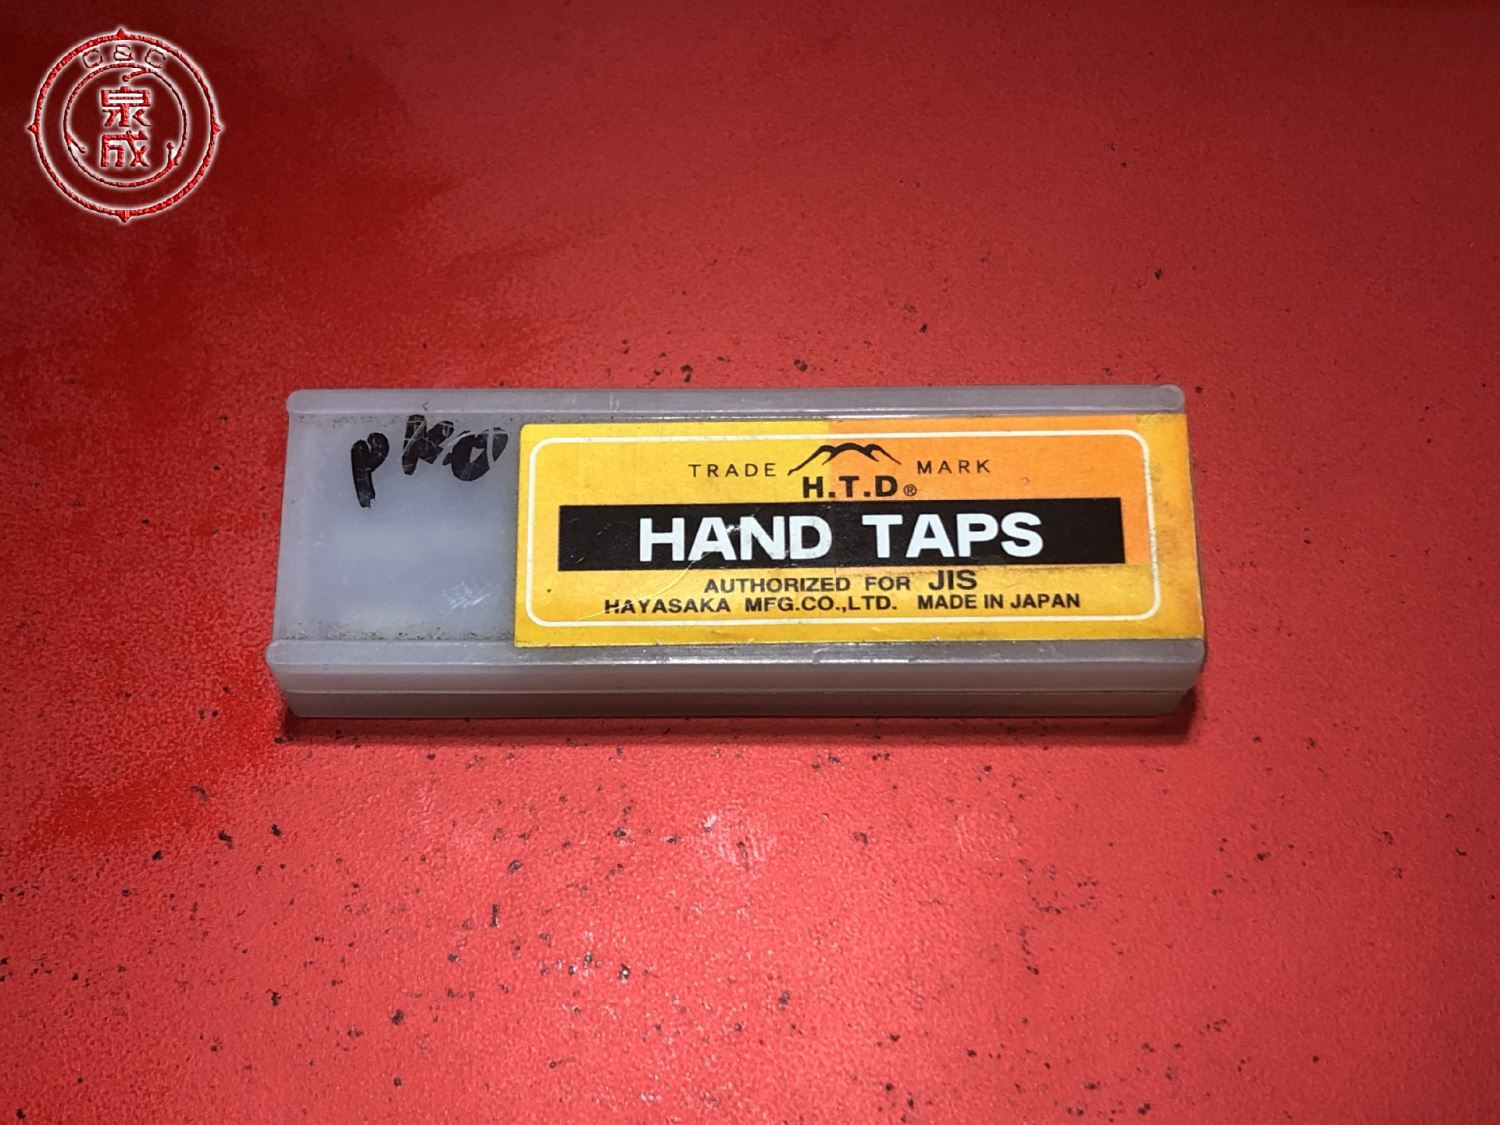 C&C
泉
成
TRADE MARK
H.T.D®
HAND TAPS
AUTHORIZED FOR JIS
HAYASAKA MFG.CO.,LTD. MADE IN JAPAN